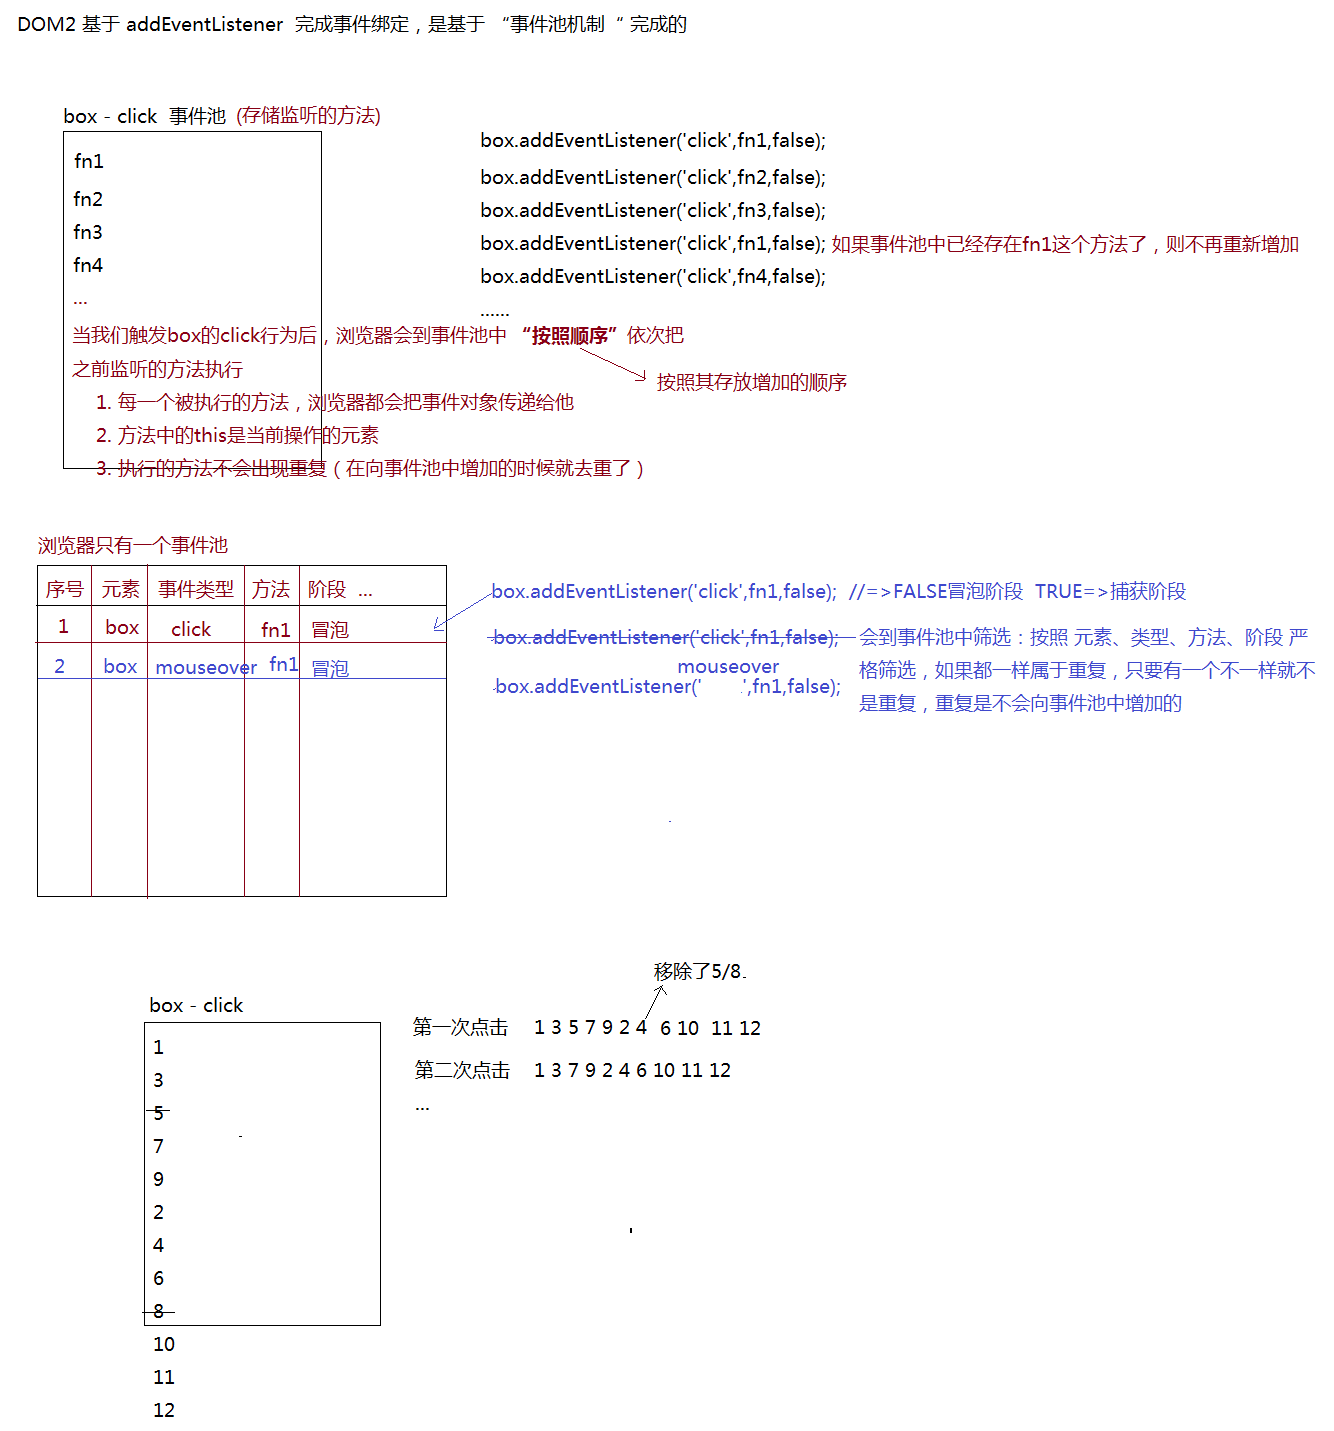 DOM2 基于 addEventListener 完成事件绑定，是基于 “事件池机制“ 完成的
box - click 事件池 (存储监听的方法)
fn1
fn2
fn3
fn4
...
box.addEventListener('click',fn1,false);
box.addEventListener('click',fn2,false);
box.addEventListener('click',fn3,false);
box.addEventListener('click',fn1,false); 如果事件池中已经存在fn1这个方法了，则不再重新增加
box.addEventListener('click',fn4,false);
......
当我们触发box的click行为后，浏览器会到事件池中 “按照顺序”依次把
之前监听的方法执行
按照其存放增加的顺序
1. 每一个被执行的方法，浏览器都会把事件对象传递给他
2. 方法中的this是当前操作的元素
3. 执行的方法不会出现重复（在向事件池中增加的时候就去重了）
浏览器只有一个事件池
序号 元素 事件类型 方法 阶段 ...
1 box click fn1 冒泡
2 box mouseover fn1 冒泡
box.addEventListener('click',fn1,false); //=>FALSE冒泡阶段 TRUE=>捕获阶段
box.addEventListener('click',fn1,false);
mouseover
box.addEventListener(' ',fn1,false);
会到事件池中筛选：按照 元素、类型、方法、阶段 严
格筛选，如果都一样属于重复，只要有一个不一样就不
是重复，重复是不会向事件池中增加的
移除了5/8.
box - click
1
3
5
7
9
2
4
6
8
10
11
12
第一次点击 1 3 5 7 9 2 4 6 10 11 12
第二次点击 1 3 7 9 2 4 6 10 11 12
...